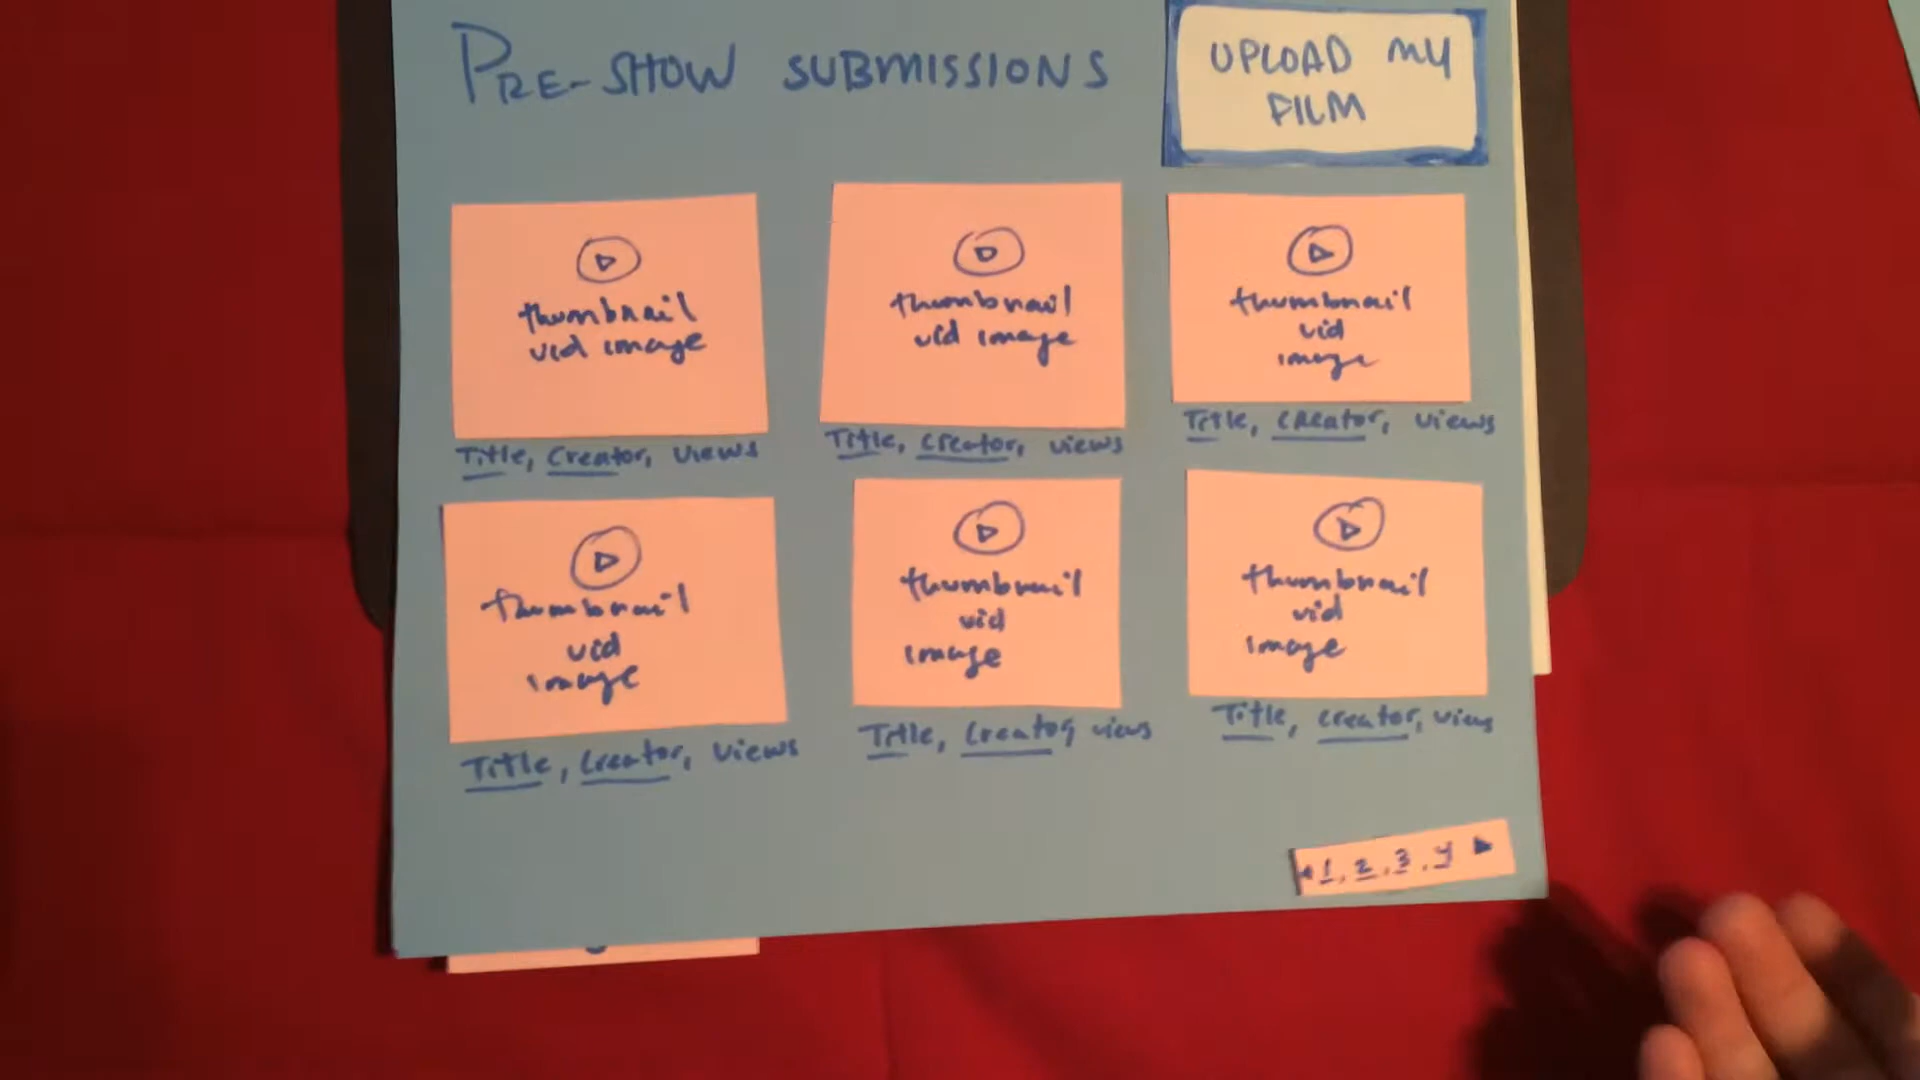 PRE-SHOW SUBMISSIONS
UPLOAD MY
FILM
thumbnail
vid image
thumbnail
vid image
thumbnail
vid
image
Title, Creator, views
Title, Creator, views
Title, Creator, views
thumbnail
vid
image
thumbnail
vid
image
thumbnail
vid
image
Title, Creator, views
Title, Creator, views
Title, creator, views
1, 2, 3, 4